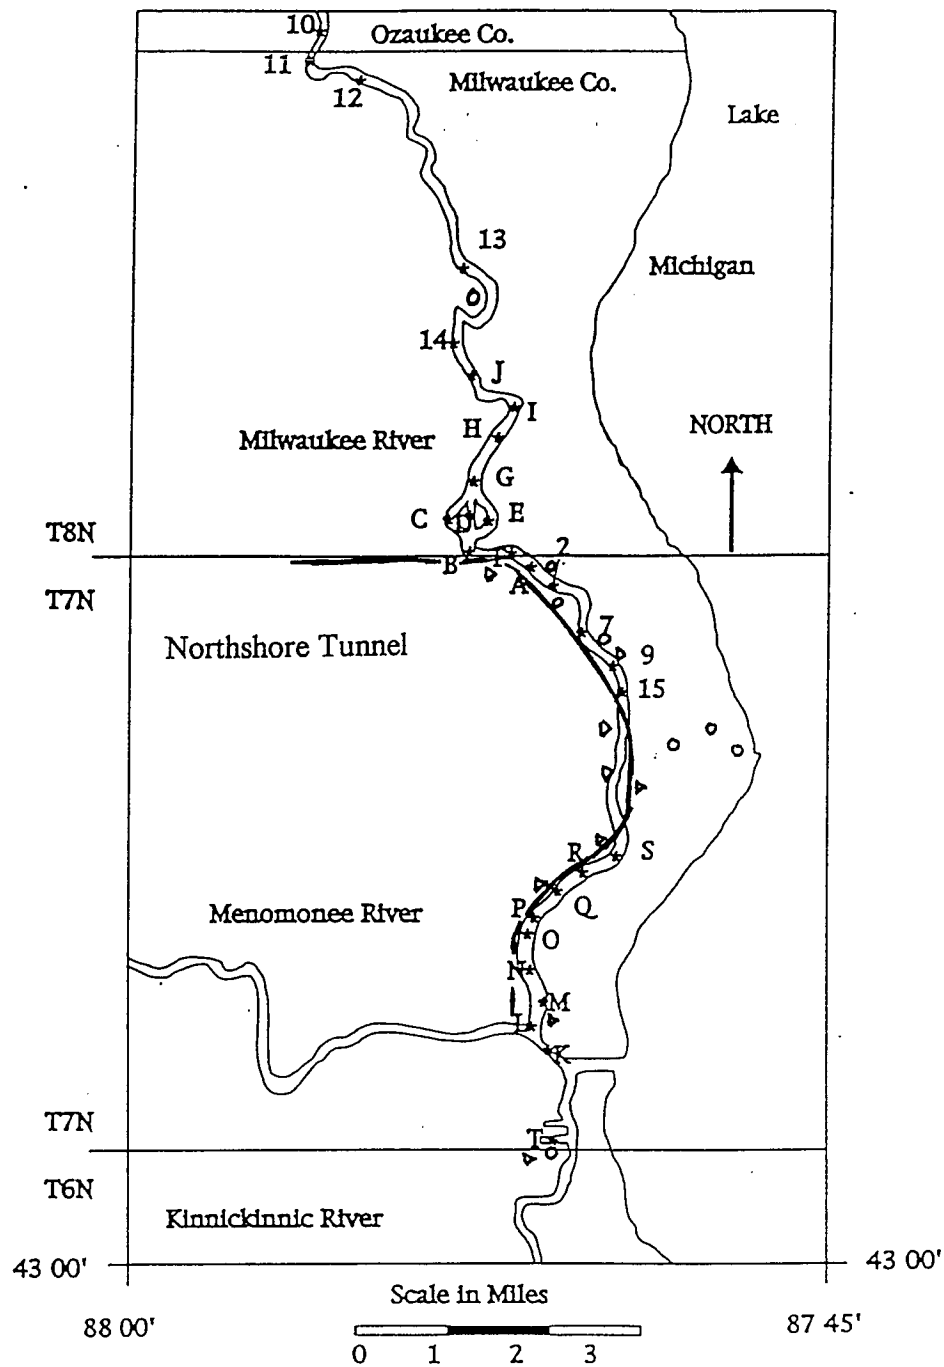 10
Ozaukee Co.
11
Milwaukee Co.
12
Lake
13
Michigan
14
J
I
NORTH
Milwaukee River
H
G
C
D
E
T8N
2
B
1
A
T7N
7
Northshore Tunnel
9
15
R
S
Menomonee River
P
Q
O
N
M
L
K
T7N
T
T6N
Kinnickinnic River
43 00'
43 00'
Scale in Miles
88 00'
87 45'
0 1 2 3